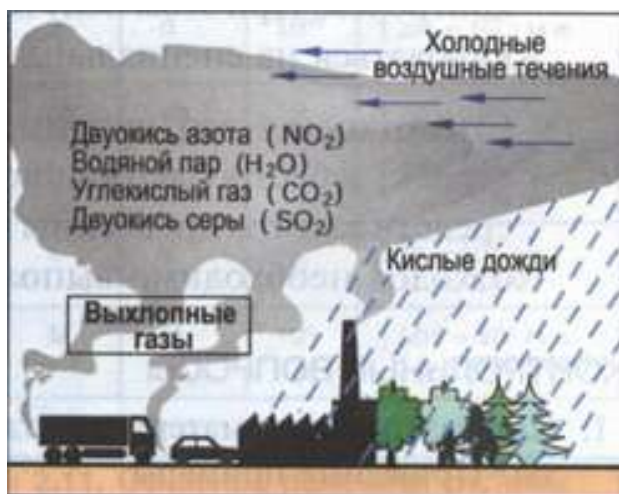 Холодные
воздушные течения
Двуокись азота ( NO₂)
Водяной пар (H₂O)
Углекислый газ ( CO₂)
Двуокись серы ( SO₂)
Кислые дожди
Выхлопные
газы